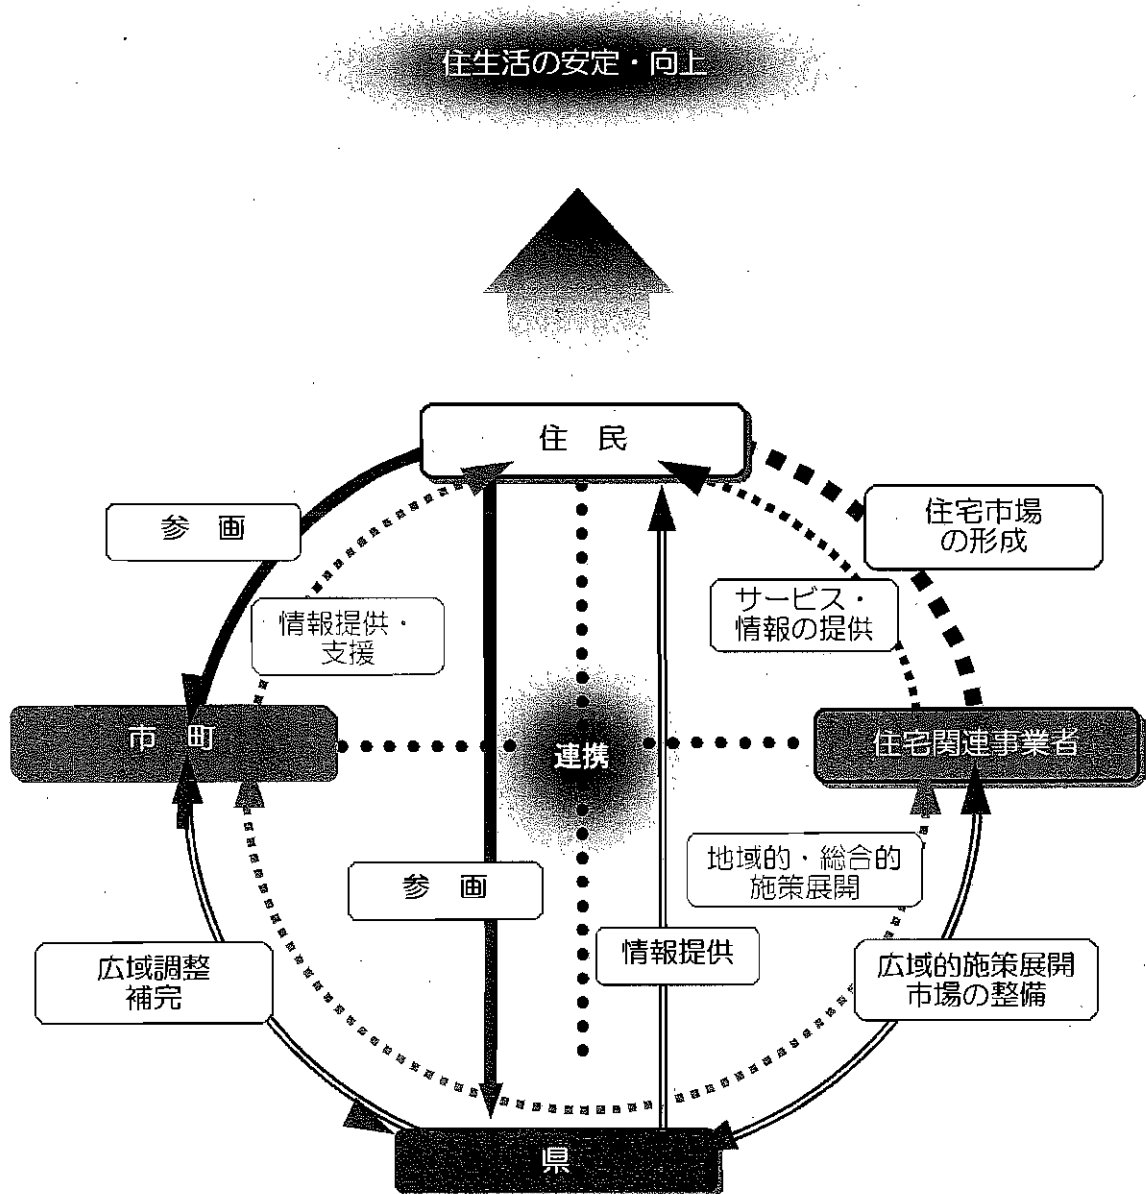 住生活の安定・向上
住　民
参　画
住宅市場
の形成
情報提供・
支援
サービス・
情報の提供
市　町
連携
住宅関連事業者
参　画
地域的・総合的
施策展開
情報提供
広域調整
補完
広域的施策展開
市場の整備
県